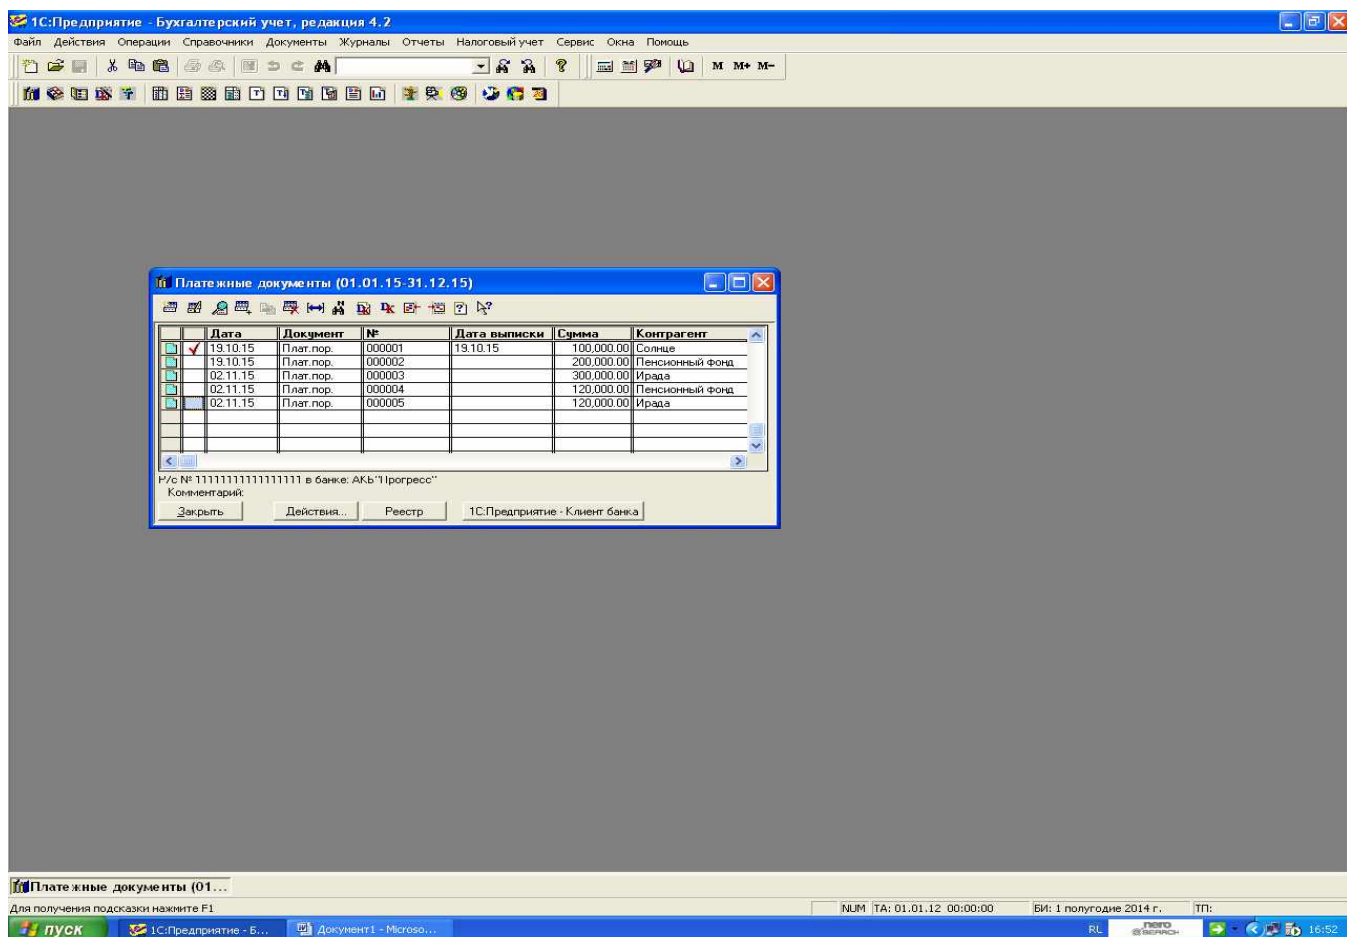 1С:Предприятие - Бухгалтерский учет, редакция 4.2
Файл Действия Операции Справочники Документы Журналы Отчеты Налоговый учет Сервис Окна Помощь
M M+ M-
Платежные документы (01.01.15-31.12.15)
Дата Документ № Дата выписки Сумма Контрагент
19.10.15 Плат.пор. 000001 19.10.15 100,000.00 Солнце
19.10.15 Плат.пор. 000002 200,000.00 Пенсионный фонд
02.11.15 Плат.пор. 000003 300,000.00 Ирада
02.11.15 Плат.пор. 000004 120,000.00 Пенсионный фонд
02.11.15 Плат.пор. 000005 120,000.00 Ирада
Р/с № в банке: АКБ"Прогресс"
Комментарий:
Закрыть Действия... Реестр 1С:Предприятие - Клиент банка
Платежные документы (01...
Для получения подсказки нажмите F1 NUM TA: 01.01.12 00:00:00 БИ: 1 полугодие 2014 г. ТП:
пуск 1С:Предприятие - Б... Документ1 - Microso... RL nero SEARCH 16:52